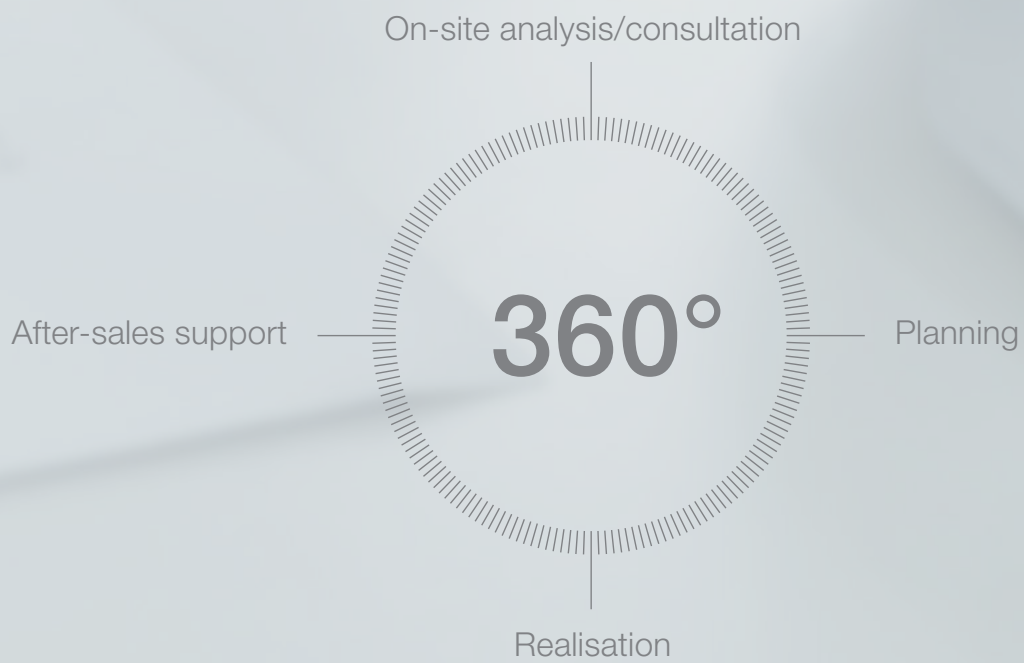 On-site analysis/consultation
After-sales support
360°
Planning
Realisation